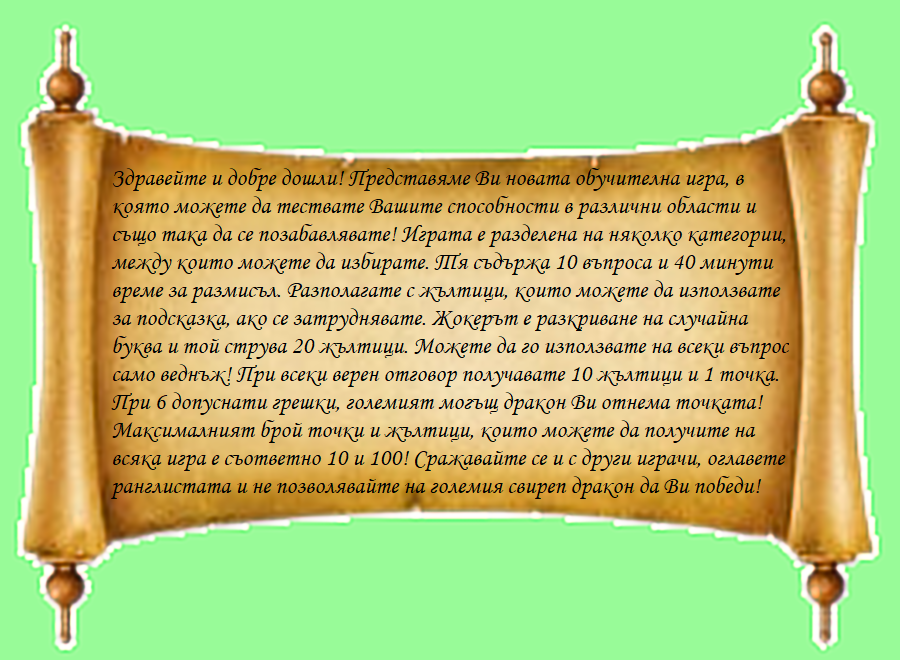 Здравейте и добре дошли! Представяме Ви новата обучителна игра, в
която можете да тествате Вашите способности в различни области и
също така да се позабавлявате! Играта е разделена на няколко категории,
между които можете да избирате. Тя съдържа 10 въпроса и 40 минути
време за размисъл. Разполагате с жълтици, които можете да използвате
за подсказка, ако се затруднявате. Жокерът е разкриване на случайна
буква и той струва 20 жълтици. Можете да го използвате на всеки въпрос
само веднъж! При всеки верен отговор получавате 10 жълтици и 1 точка.
При 6 допуснати грешки, големият могъщ дракон Ви отнема точката!
Максималният брой точки и жълтици, които можете да получите на
всяка игра е съответно 10 и 100! Сражавайте се и с други играчи, оглавете
ранглистата и не позволявайте на големия свиреп дракон да Ви победи!